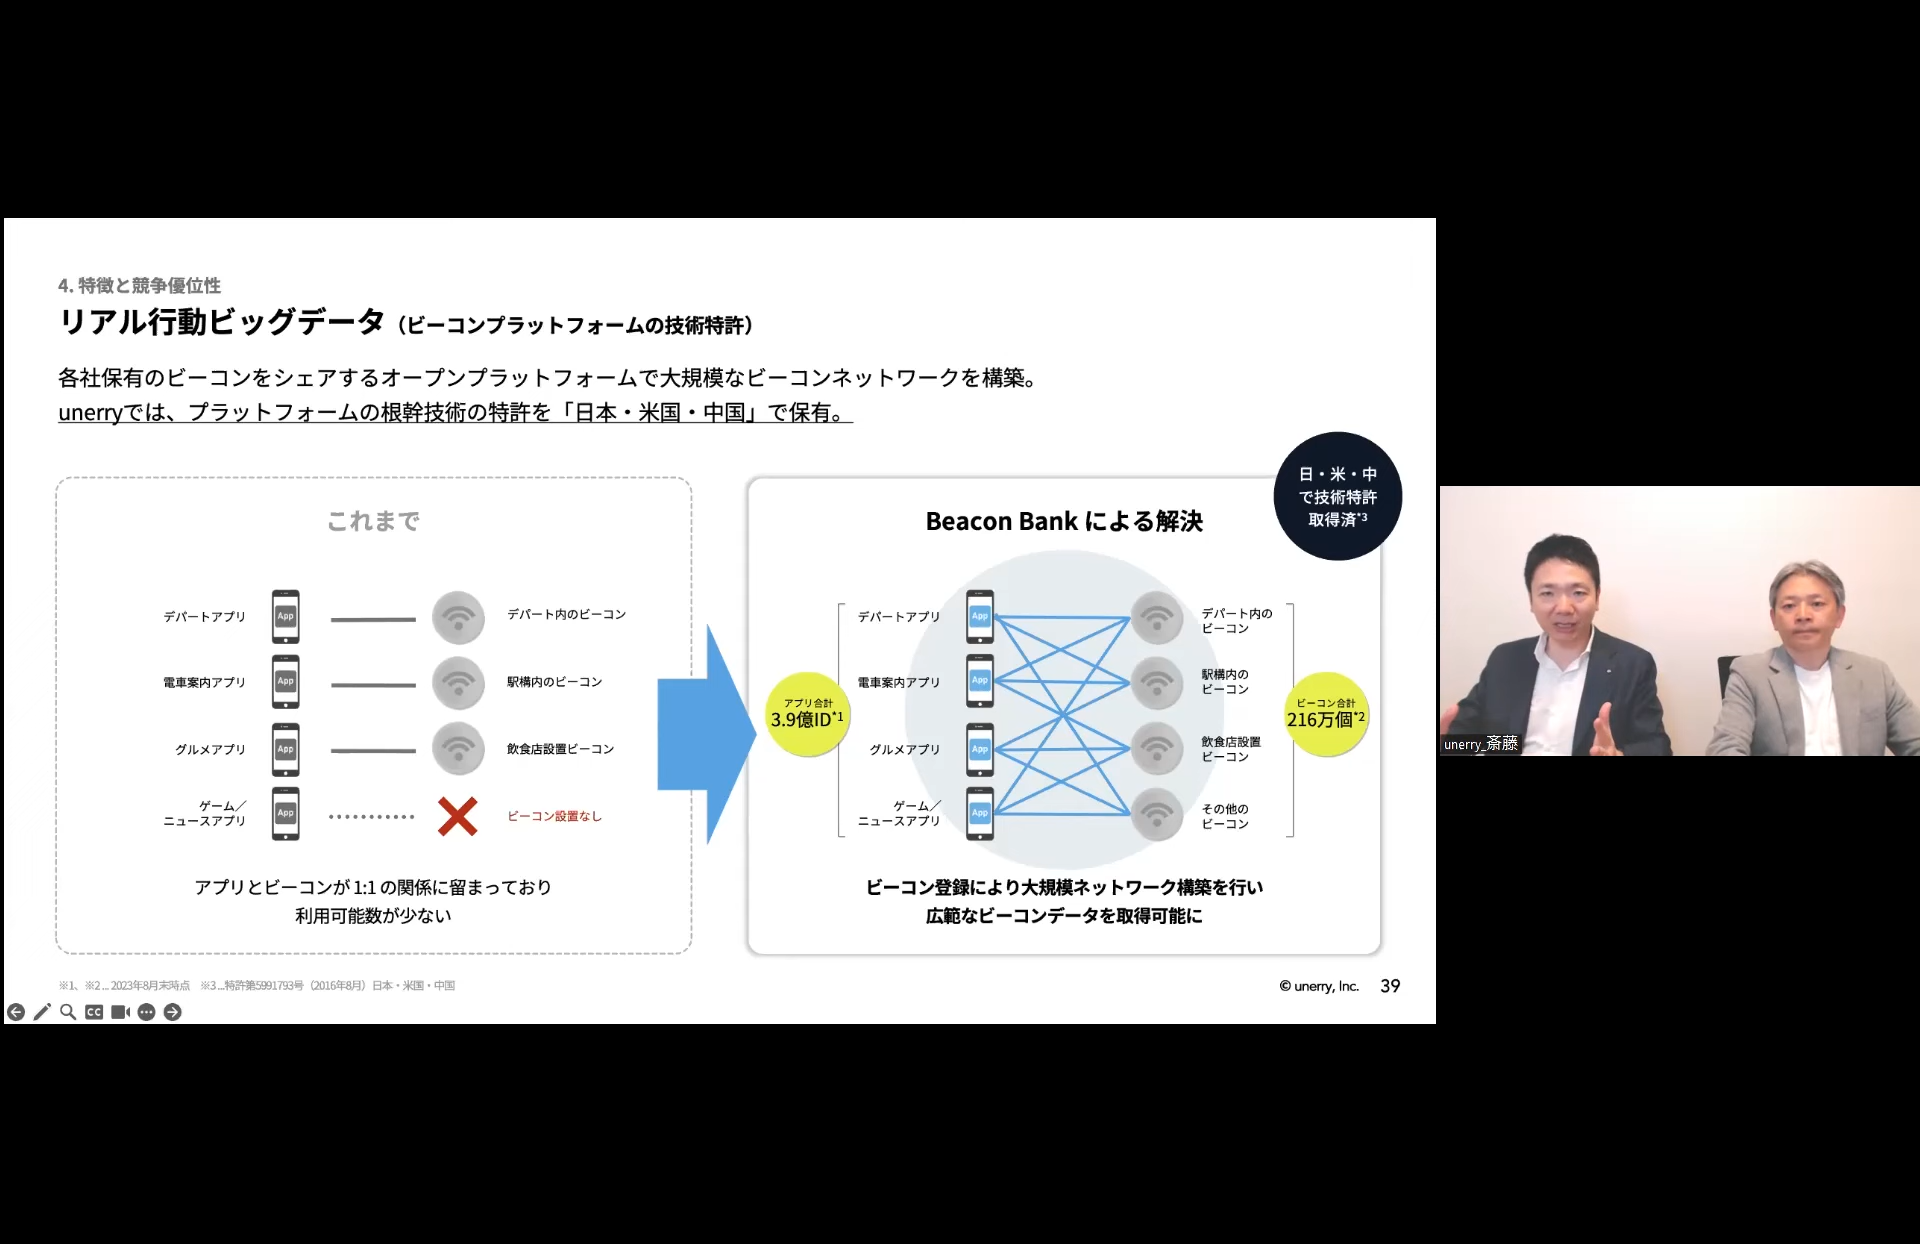 4. 特徴と競争優位性
リアル行動ビッグデータ（ビーコンプラットフォームの技術特許）
各社保有のビーコンをシェアするオープンプラットフォームで大規模なビーコンネットワークを構築。
unerryでは、プラットフォームの根幹技術の特許を「日本・米国・中国」で保有。
これまで
デパートアプリ
App
デパート内のビーコン
電車案内アプリ
App
駅構内のビーコン
グルメアプリ
App
飲食店設置ビーコン
ゲーム／
ニュースアプリ
App
ビーコン設置なし
アプリとビーコンが 1:1 の関係に留まっており
利用可能数が少ない
Beacon Bank による解決
日・米・中
で技術特許
取得済*3
アプリ合計
3.9億ID*1
デパートアプリ
App
デパート内の
ビーコン
電車案内アプリ
App
駅構内の
ビーコン
グルメアプリ
App
飲食店設置
ビーコン
ゲーム／
ニュースアプリ
App
その他の
ビーコン
ビーコン合計
216万個*2
ビーコン登録により大規模ネットワーク構築を行い
広範なビーコンデータを取得可能に
※1、※2 ... 2023年8月末時点　※3 ...特許第5991793号（2016年8月）日本・米国・中国
© unerry, Inc.
39
CC
unerry_斎藤